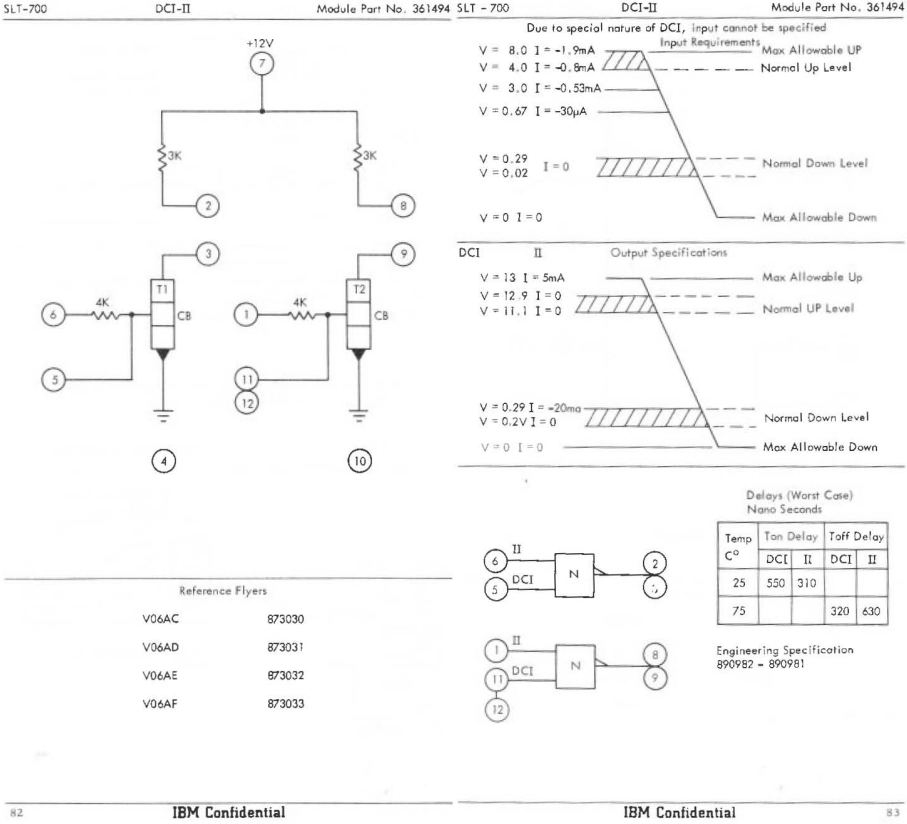 SLT-700 DCI-II Module Part No. 361494
+12V
7
3K 3K
2 8
3 9
T1 T2
4K 4K
6 CB 1 CB
5 11
12
4 10
Reference Flyers
V06AC 873030
V06AD 873031
V06AE 873032
V06AF 873033
82 IBM Confidential
SLT - 700 DCI-II Module Part No. 361494
Due to special nature of DCI, input cannot be specified
Input Requirements
V = 8.0 I = -1.9mA Max Allowable UP
V = 4.0 I = -0.8mA Normal Up Level
V = 3.0 I = -0.53mA
V = 0.67 I = -30µA
V = 0.29 I = 0 Normal Down Level
V = 0.02
V = 0 I = 0 Max Allowable Down
DCI II Output Specifications
V = 13 I = 5mA Max Allowable Up
V = 12.9 I = 0
V = 11.1 I = 0 Normal UP Level
V = 0.29 I = -20ma
V = 0.2V I = 0 Normal Down Level
V = 0 I = 0 Max Allowable Down
Delays (Worst Case)
Nano Seconds
Temp C° Ton Delay Toff Delay
DCI II DCI II
25 550 310
75 320 630
6 II N 2
5 DCI
1 II N 8
11 DCI 9
12
Engineering Specification
890982 - 890981
IBM Confidential 83